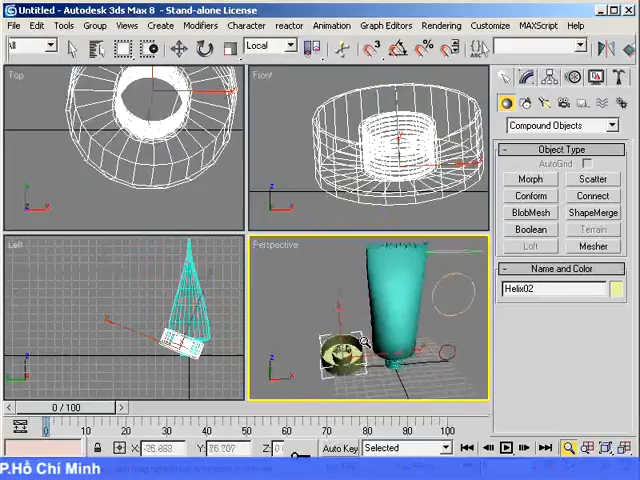 Untitled - Autodesk 3ds Max 8 - Stand-alone License
File Edit Tools Group Views Create Modifiers Character reactor Animation Graph Editors Rendering Customize MAXScript Help
All Local
Top
Front
Left
Perspective
Compound Objects
- Object Type
AutoGrid
Morph Scatter
Conform Connect
BlobMesh ShapeMerge
Boolean Terrain
Loft Mesher
- Name and Color
Helix02
0 / 100
0 10 20 30 40 50 60 70 80 90 100
X: Y: Z: Auto Key Selected
P.Hồ Chí Minh